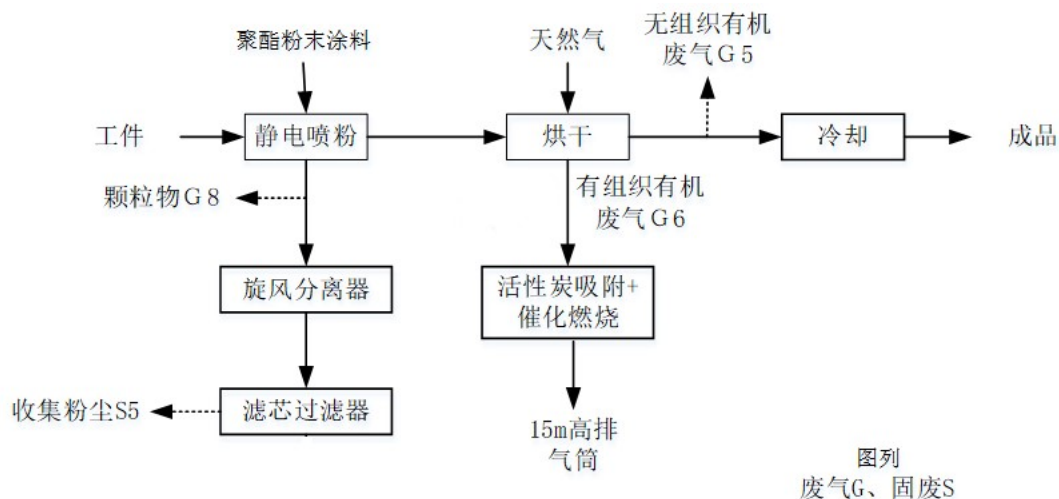 聚酯粉末涂料
天然气
无组织有机
废气G5
工件
静电喷粉
烘干
冷却
成品
颗粒物G8
有组织有机
废气G6
旋风分离器
活性炭吸附+
催化燃烧
收集粉尘S5
滤芯过滤器
15m高排
气筒
图列
废气G、固废S